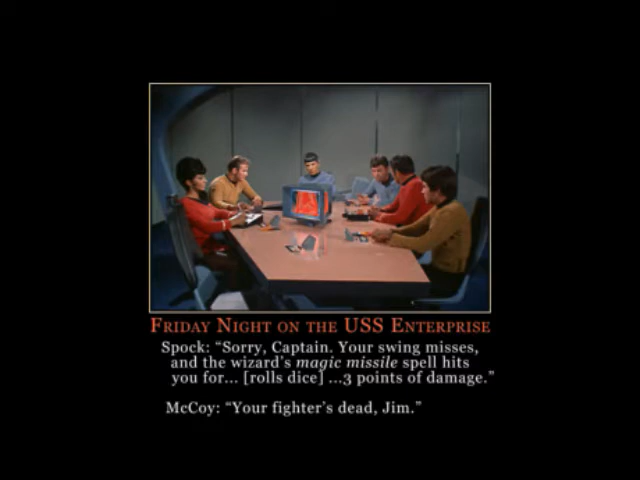 FRIDAY NIGHT ON THE USS ENTERPRISE
Spock: “Sorry, Captain. Your swing misses,
and the wizard’s magic missile spell hits
you for... [rolls dice] ...3 points of damage.”
McCoy: “Your fighter’s dead, Jim.”